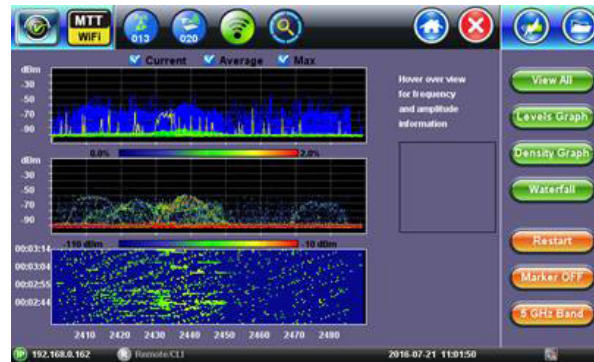 MTT
WiFi
013
020
Current Average Max
dBm
-30
-50
-70
-90
Hover over view
for frequency
and amplitude
information
0.0% 2.0%
dBm
-30
-50
-70
-90
-110 dBm -10 dBm
00:03:14
00:03:04
00:02:55
00:02:44
2410 2420 2430 2440 2450 2460 2470 2480
View All
Levels Graph
Density Graph
Waterfall
Restart
Marker OFF
5 GHz Band
IP 192.168.0.162 R Remote/CLI 2016-07-21 11:01:50